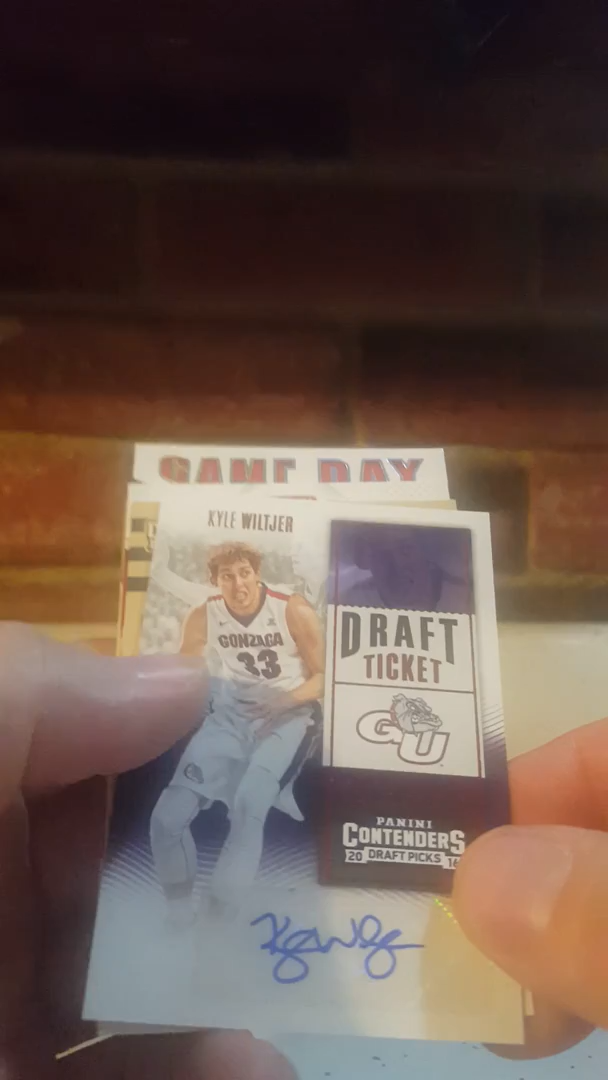 GAME DAY
KYLE WILTJER
GONZAGA
33
DRAFT
TICKET
GU
PANINI
CONTENDERS
20 DRAFT PICKS 16